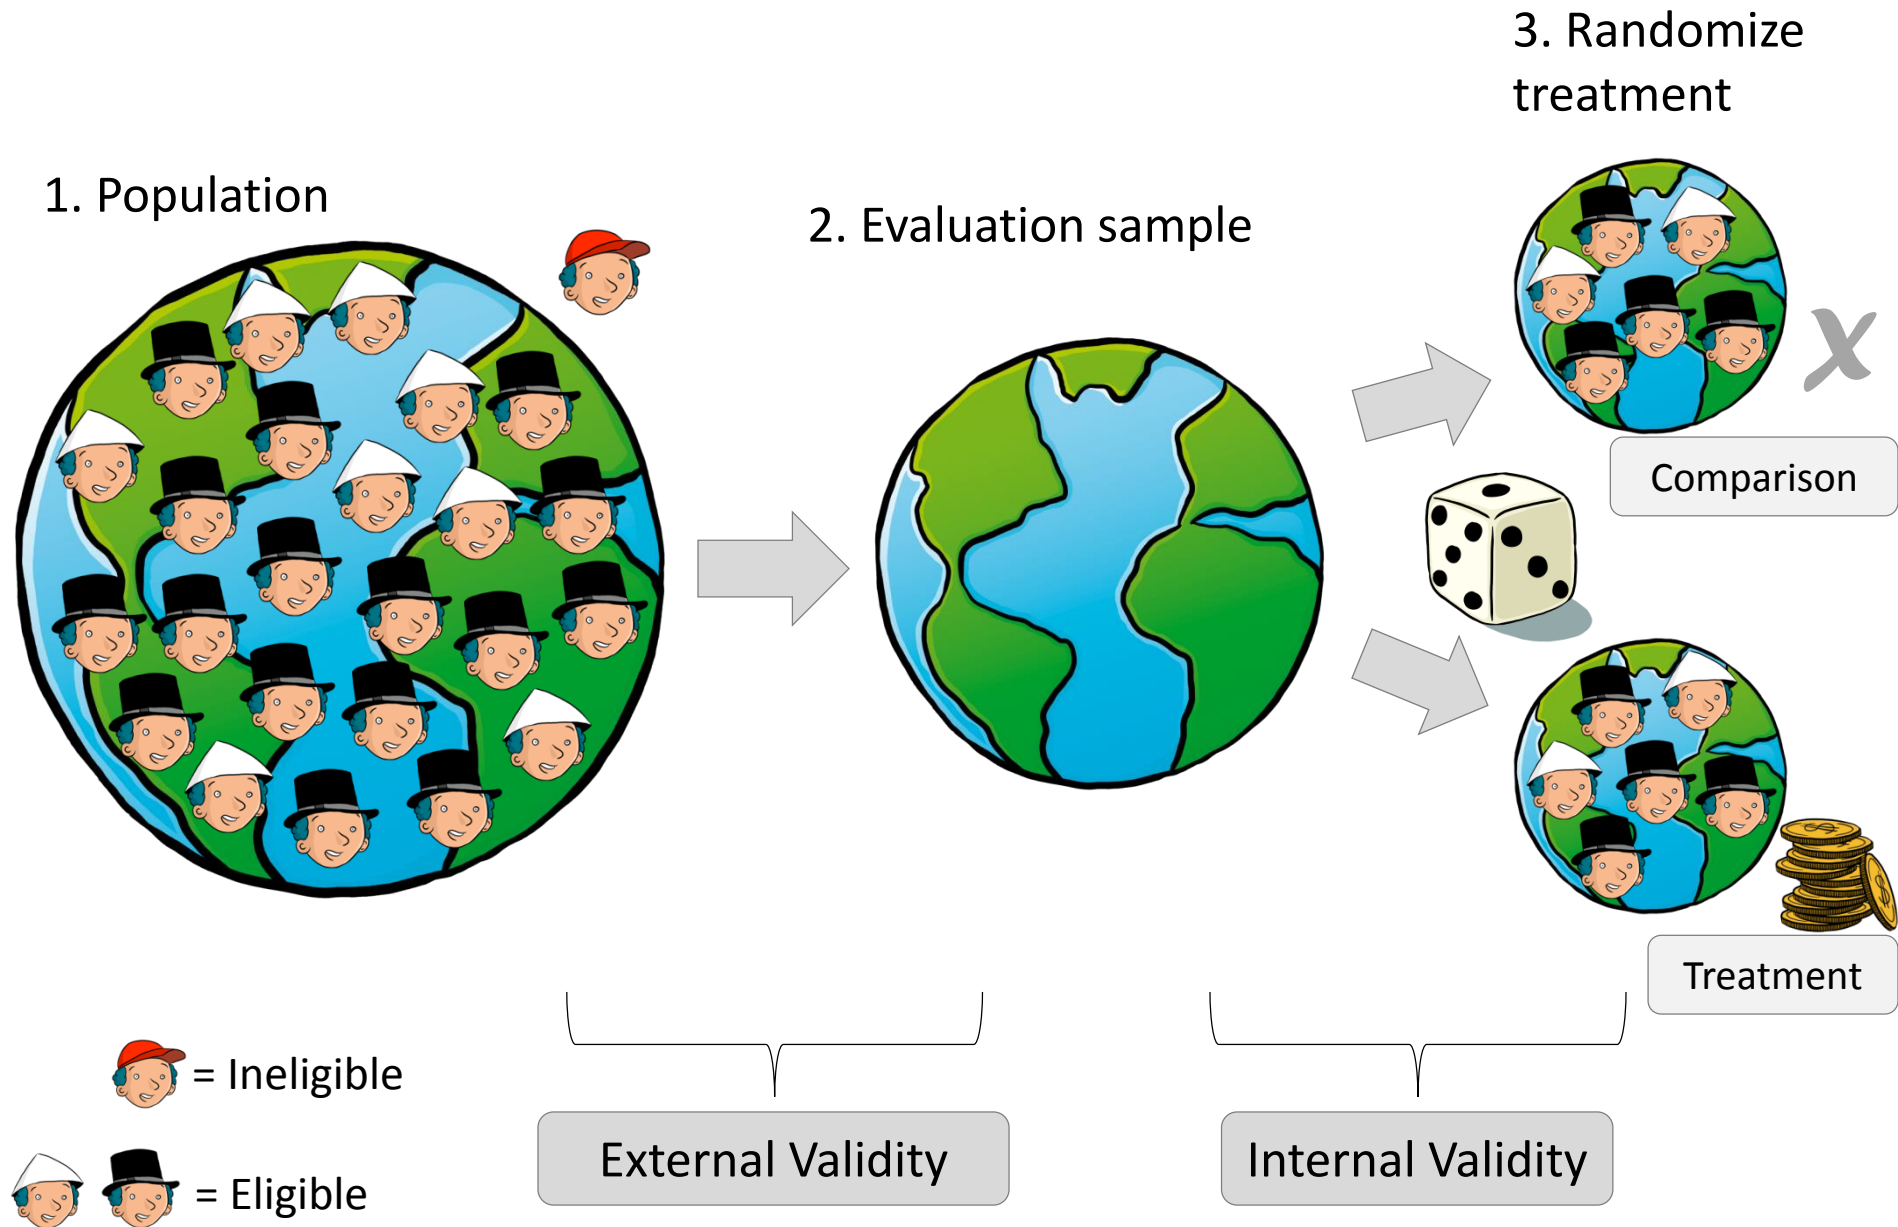 1. Population
2. Evaluation sample
3. Randomize
treatment
Comparison
Treatment
= Ineligible
= Eligible
External Validity
Internal Validity